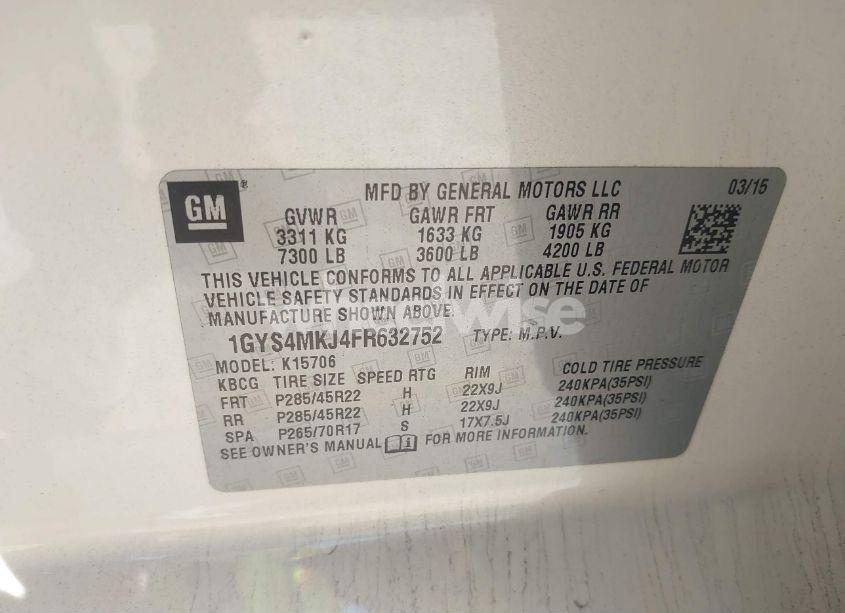 GM
MFD BY GENERAL MOTORS LLC 03/15
GVWR GAWR FRT GAWR RR
3311 KG 1633 KG 1905 KG
7300 LB 3600 LB 4200 LB
THIS VEHICLE CONFORMS TO ALL APPLICABLE U.S. FEDERAL MOTOR
VEHICLE SAFETY STANDARDS IN EFFECT ON THE DATE OF
MANUFACTURE SHOWN ABOVE.
1GYS4MKJ4FR632752 TYPE: M.P.V.
MODEL: K15706
KBCG TIRE SIZE SPEED RTG RIM COLD TIRE PRESSURE
FRT P285/45R22 H 22X9J 240KPA(35PSI)
RR P285/45R22 H 22X9J 240KPA(35PSI)
SPA P265/70R17 S 17X7.5J 240KPA(35PSI)
SEE OWNER'S MANUAL FOR MORE INFORMATION.